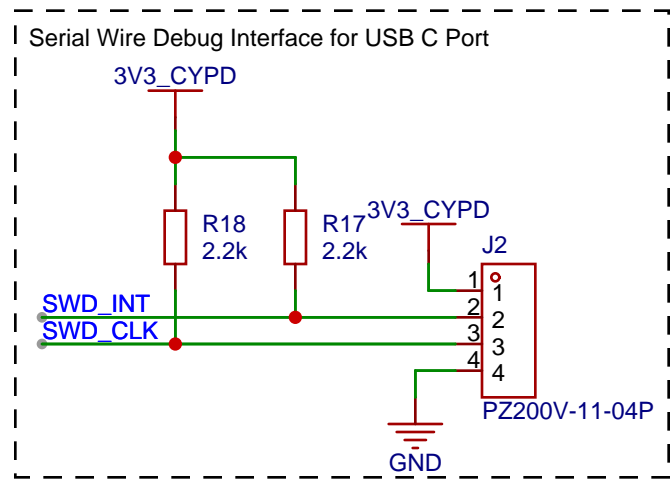 Serial Wire Debug Interface for USB C Port
3V3_CYPD
R18
2.2k
R17
2.2k
3V3_CYPD
J2
1
1
SWD_INT
2
2
SWD_CLK
3
3
4
4
PZ200V-11-04P
GND